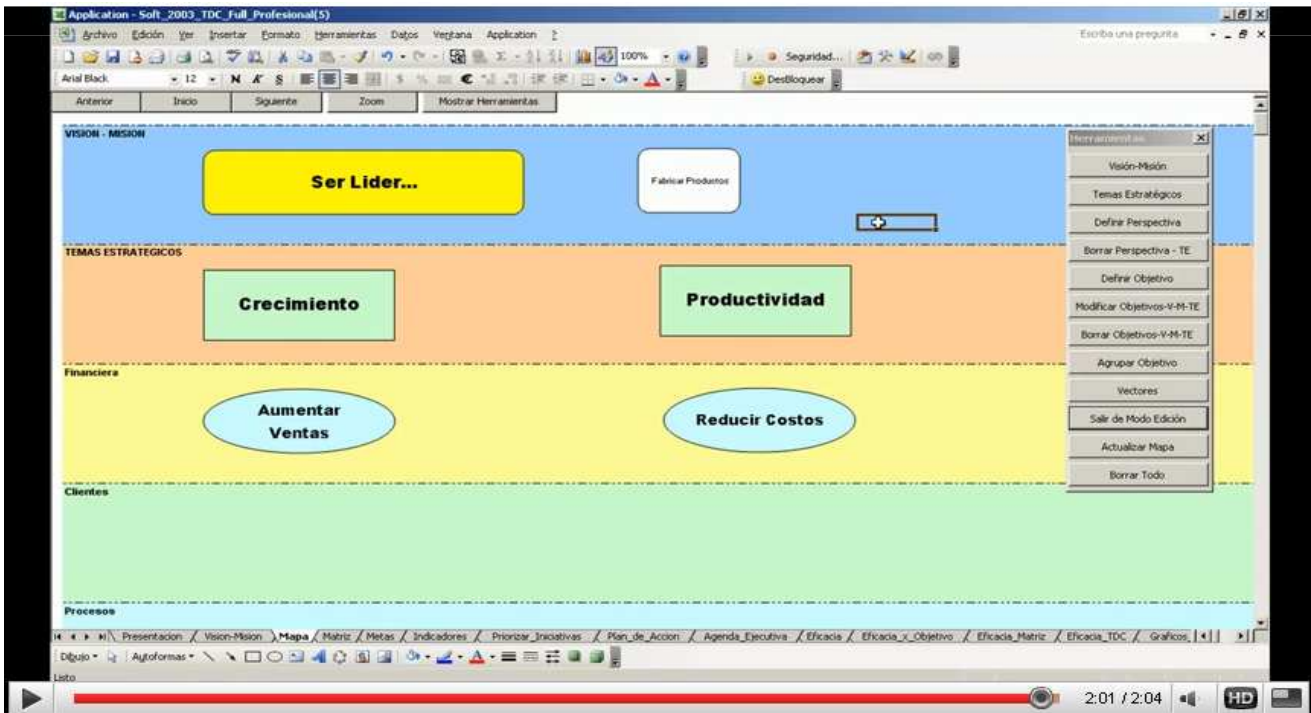 Application - Soft_2003_TDC_Full_Profesional(5)
Archivo Edición Ver Insertar Formato Herramientas Datos Ventana Application ?
Escriba una pregunta
100%
Seguridad...
Arial Black 12 N K S
€
Desbloquear
Anterior Inicio Siguiente Zoom Mostrar Herramientas
VISION - MISION
Ser Lider...
Fabricar Productos
TEMAS ESTRATEGICOS
Crecimiento
Productividad
Financiera
Aumentar
Ventas
Reducir Costos
Clientes
Procesos
Herramientas
Visión-Misión
Temas Estratégicos
Definir Perspectiva
Borrar Perspectiva - TE
Definir Objetivo
Modificar Objetivos-V-M-TE
Borrar Objetivos-V-M-TE
Agrupar Objetivo
Vectores
Salir de Modo Edición
Actualizar Mapa
Borrar Todo
Presentacion / Vision-Mision / Mapa / Matriz / Metas / Indicadores / Priorizar_Iniciativas / Plan_de_Accion / Agenda_Ejecutiva / Eficacia / Eficacia_x_Objetivo / Eficacia_Matriz / Eficacia_TDC / Graficos
Dibujo Autoformas
Listo
2:01 / 2:04 HD